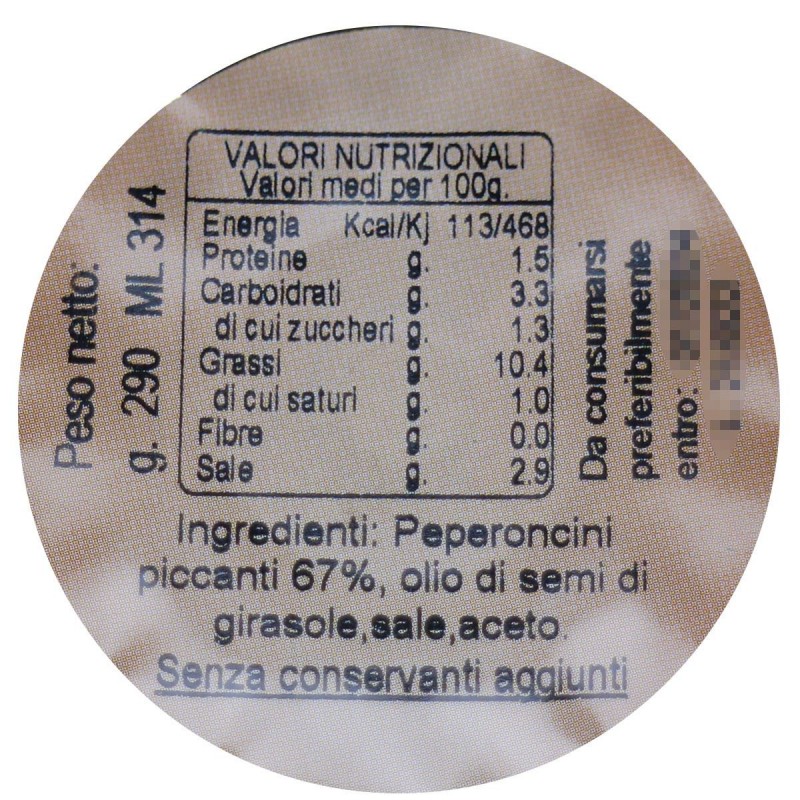 VALORI NUTRIZIONALI
Valori medi per 100g.
Energia Kcal/Kj 113/468
Proteine g. 1.5
Carboidrati g. 3.3
di cui zuccheri g. 1.3
Grassi g. 10.4
di cui saturi g. 1.0
Fibre g. 0.0
Sale g. 2.9
Peso netto:
g. 290 ML 314
Da consumarsi
preferibilmente
entro:
Ingredienti: Peperoncini
piccanti 67%, olio di semi di
girasole,sale,aceto.
Senza conservanti aggiunti